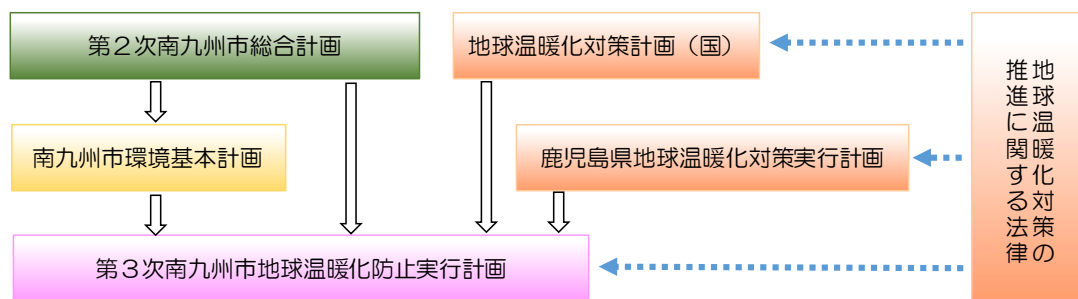 第２次南九州市総合計画
地球温暖化対策計画（国）
南九州市環境基本計画
鹿児島県地球温暖化対策実行計画
第３次南九州市地球温暖化防止実行計画
地球温暖化対策の
推進に関する法律